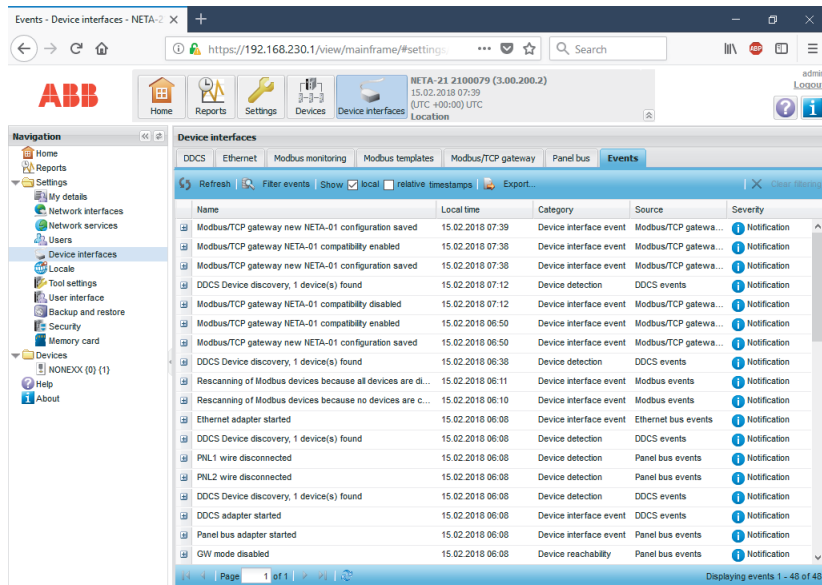 Events - Device interfaces - NETA-2
https://192.168.230.1/view/mainframe/#setting
Search
ABB
Home
Reports
Settings
Devices
Device interfaces
NETA-21 2100079 (3.00.200.2)
15.02.2018 07:39
(UTC +00:00) UTC
Location
admi
Logou
Navigation
Home
Reports
Settings
My details
Network interfaces
Network services
Users
Device interfaces
Locale
Tool settings
User interface
Backup and restore
Security
Memory card
Devices
NONEXX {0} {1}
Help
About
Device interfaces
DDCS Ethernet Modbus monitoring Modbus templates Modbus/TCP gateway Panel bus Events
Refresh Filter events Show local relative timestamps Export... Clear filtering
Name Local time Category Source Severity
Modbus/TCP gateway new NETA-01 configuration saved 15.02.2018 07:39 Device interface event Modbus/TCP gatewa... Notification
Modbus/TCP gateway NETA-01 compatibility enabled 15.02.2018 07:38 Device interface event Modbus/TCP gatewa... Notification
Modbus/TCP gateway new NETA-01 configuration saved 15.02.2018 07:38 Device interface event Modbus/TCP gatewa... Notification
DDCS Device discovery, 1 device(s) found 15.02.2018 07:12 Device detection DDCS events Notification
Modbus/TCP gateway NETA-01 compatibility disabled 15.02.2018 07:12 Device interface event Modbus/TCP gatewa... Notification
Modbus/TCP gateway NETA-01 compatibility enabled 15.02.2018 06:50 Device interface event Modbus/TCP gatewa... Notification
Modbus/TCP gateway new NETA-01 configuration saved 15.02.2018 06:50 Device interface event Modbus/TCP gatewa... Notification
DDCS Device discovery, 1 device(s) found 15.02.2018 06:38 Device detection DDCS events Notification
Rescanning of Modbus devices because all devices are di... 15.02.2018 06:11 Device interface event Modbus events Notification
Rescanning of Modbus devices because no devices are c... 15.02.2018 06:10 Device interface event Modbus events Notification
Ethernet adapter started 15.02.2018 06:08 Device interface event Ethernet bus events Notification
DDCS Device discovery, 1 device(s) found 15.02.2018 06:08 Device detection DDCS events Notification
PNL1 wire disconnected 15.02.2018 06:08 Device detection Panel bus events Notification
PNL2 wire disconnected 15.02.2018 06:08 Device detection Panel bus events Notification
DDCS Device discovery, 1 device(s) found 15.02.2018 06:08 Device detection DDCS events Notification
DDCS adapter started 15.02.2018 06:08 Device interface event DDCS events Notification
Panel bus adapter started 15.02.2018 06:08 Device interface event Panel bus events Notification
GW mode disabled 15.02.2018 06:08 Device reachability Panel bus events Notification
Page 1 of 1 Displaying events 1 - 48 of 48